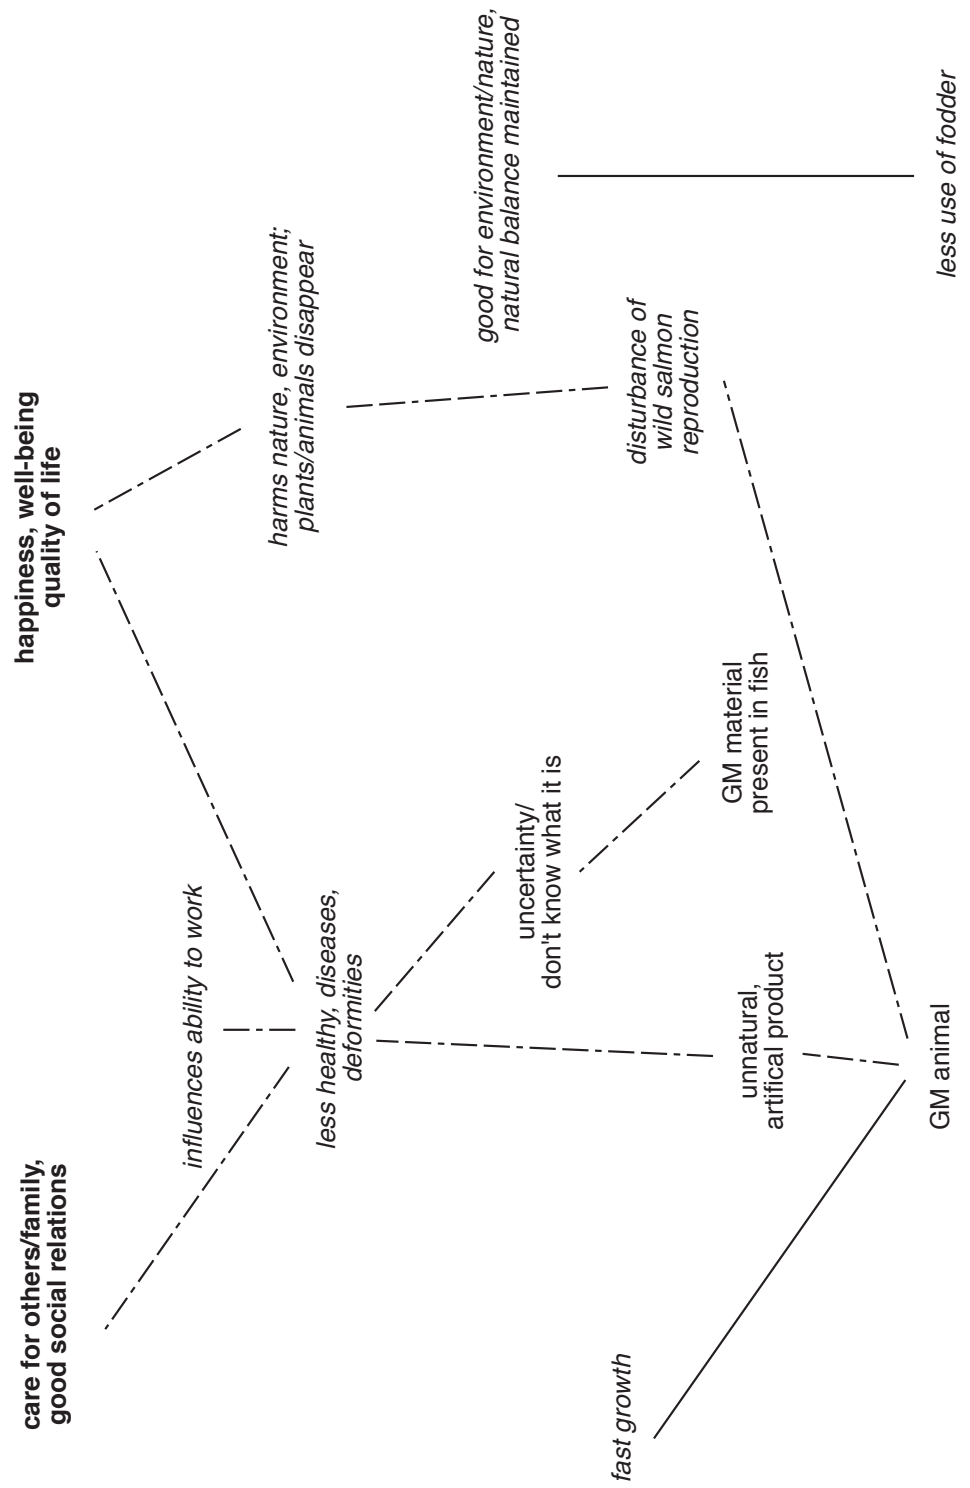 care for others/family,
good social relations
happiness, well-being
quality of life
influences ability to work
harms nature, environment;
plants/animals disappear
less healthy, diseases,
deformities
good for environment/nature,
natural balance maintained
uncertainty/
don't know what it is
fast growth
disturbance of
wild salmon
reproduction
GM material
present in fish
unnatural,
artifical product
GM animal
less use of fodder